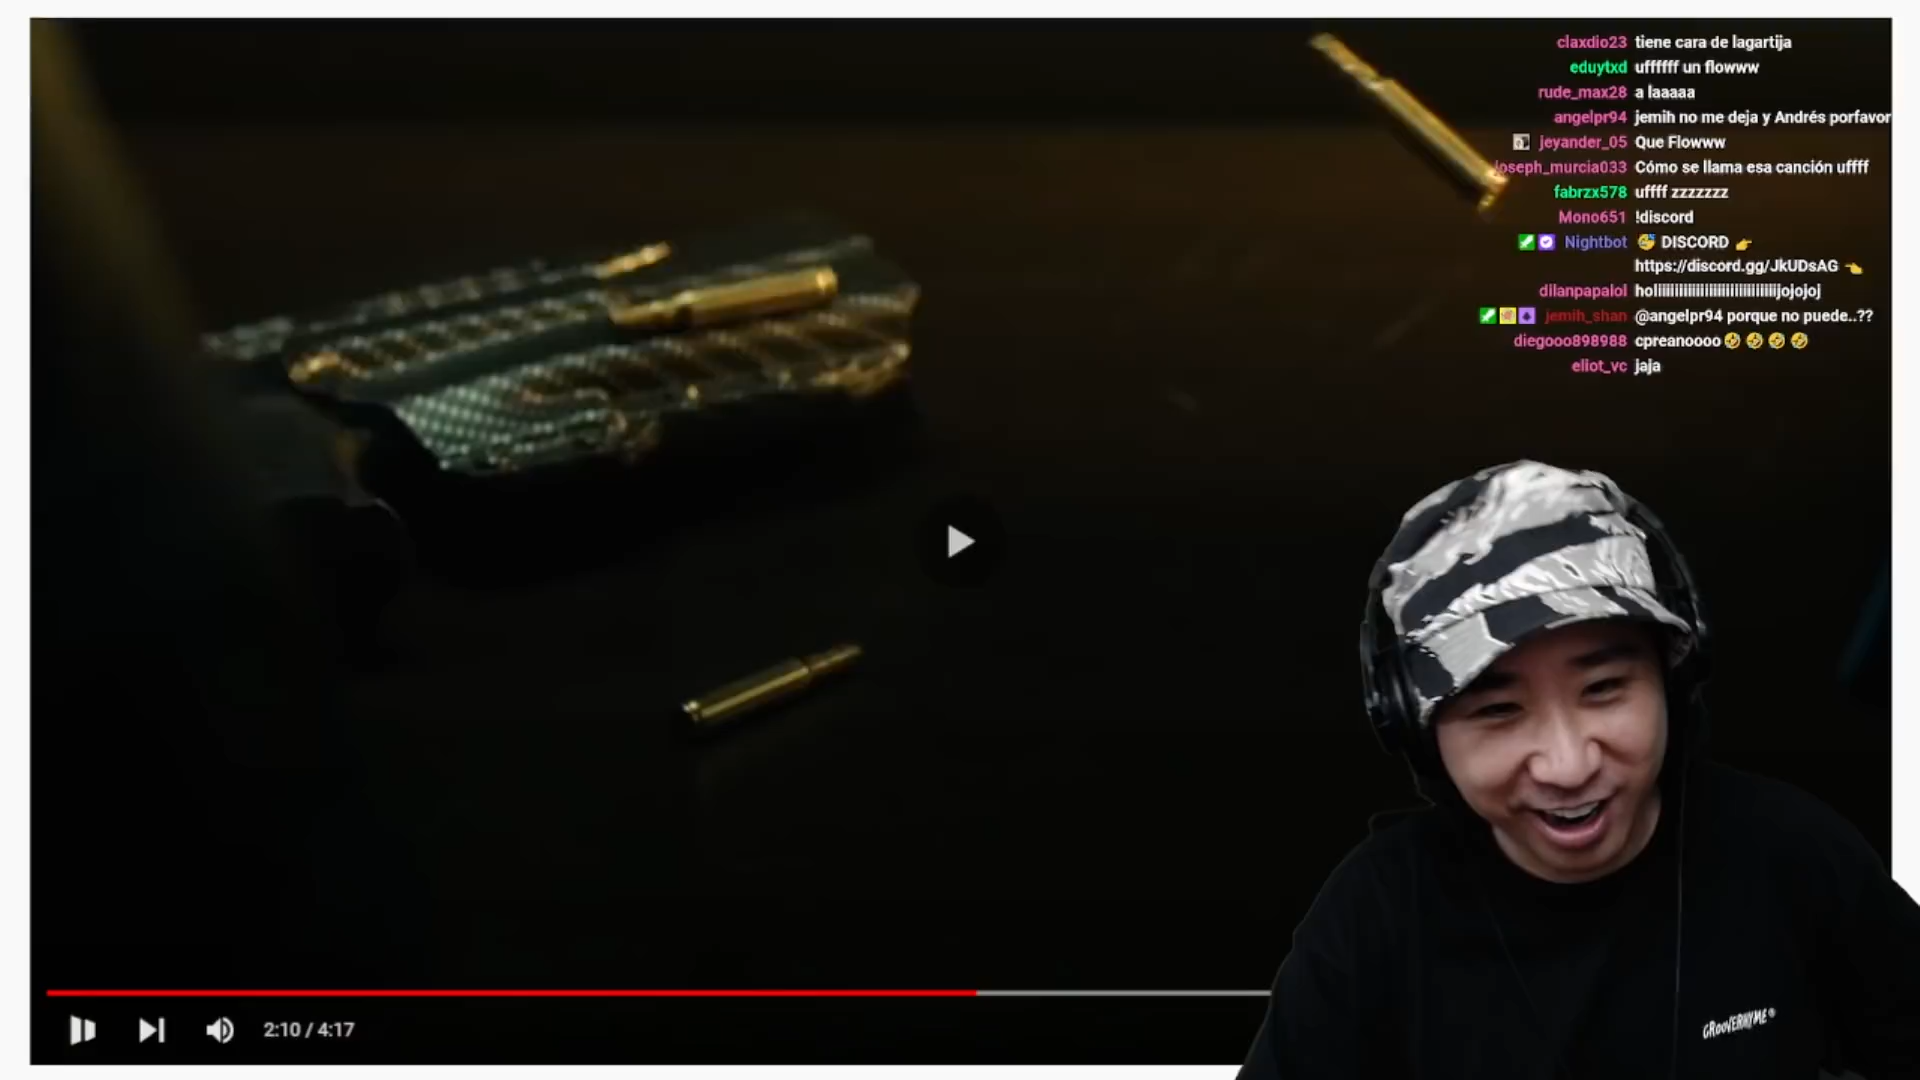 claxdio23 tiene cara de lagartija
eduytxd uffffff un flowww
rude_max28 a laaaaa
angelpr94 jemih no me deja y Andrés porfavor
jeyander_05 Que Flowww
joseph_murcia033 Cómo se llama esa canción uffff
fabrzx578 uffff zzzzzzz
Mono651 !discord
Nightbot 😴 DISCORD 👉
https://discord.gg/JkUDsAG 👈
dilanpapalol
jemih_shan @angelpr94 porque no puede..??
diegooo898988 cpreanoooo🤣🤣🤣🤣
eliot_vc jaja
2:10 / 4:17
GROOVERHYME®